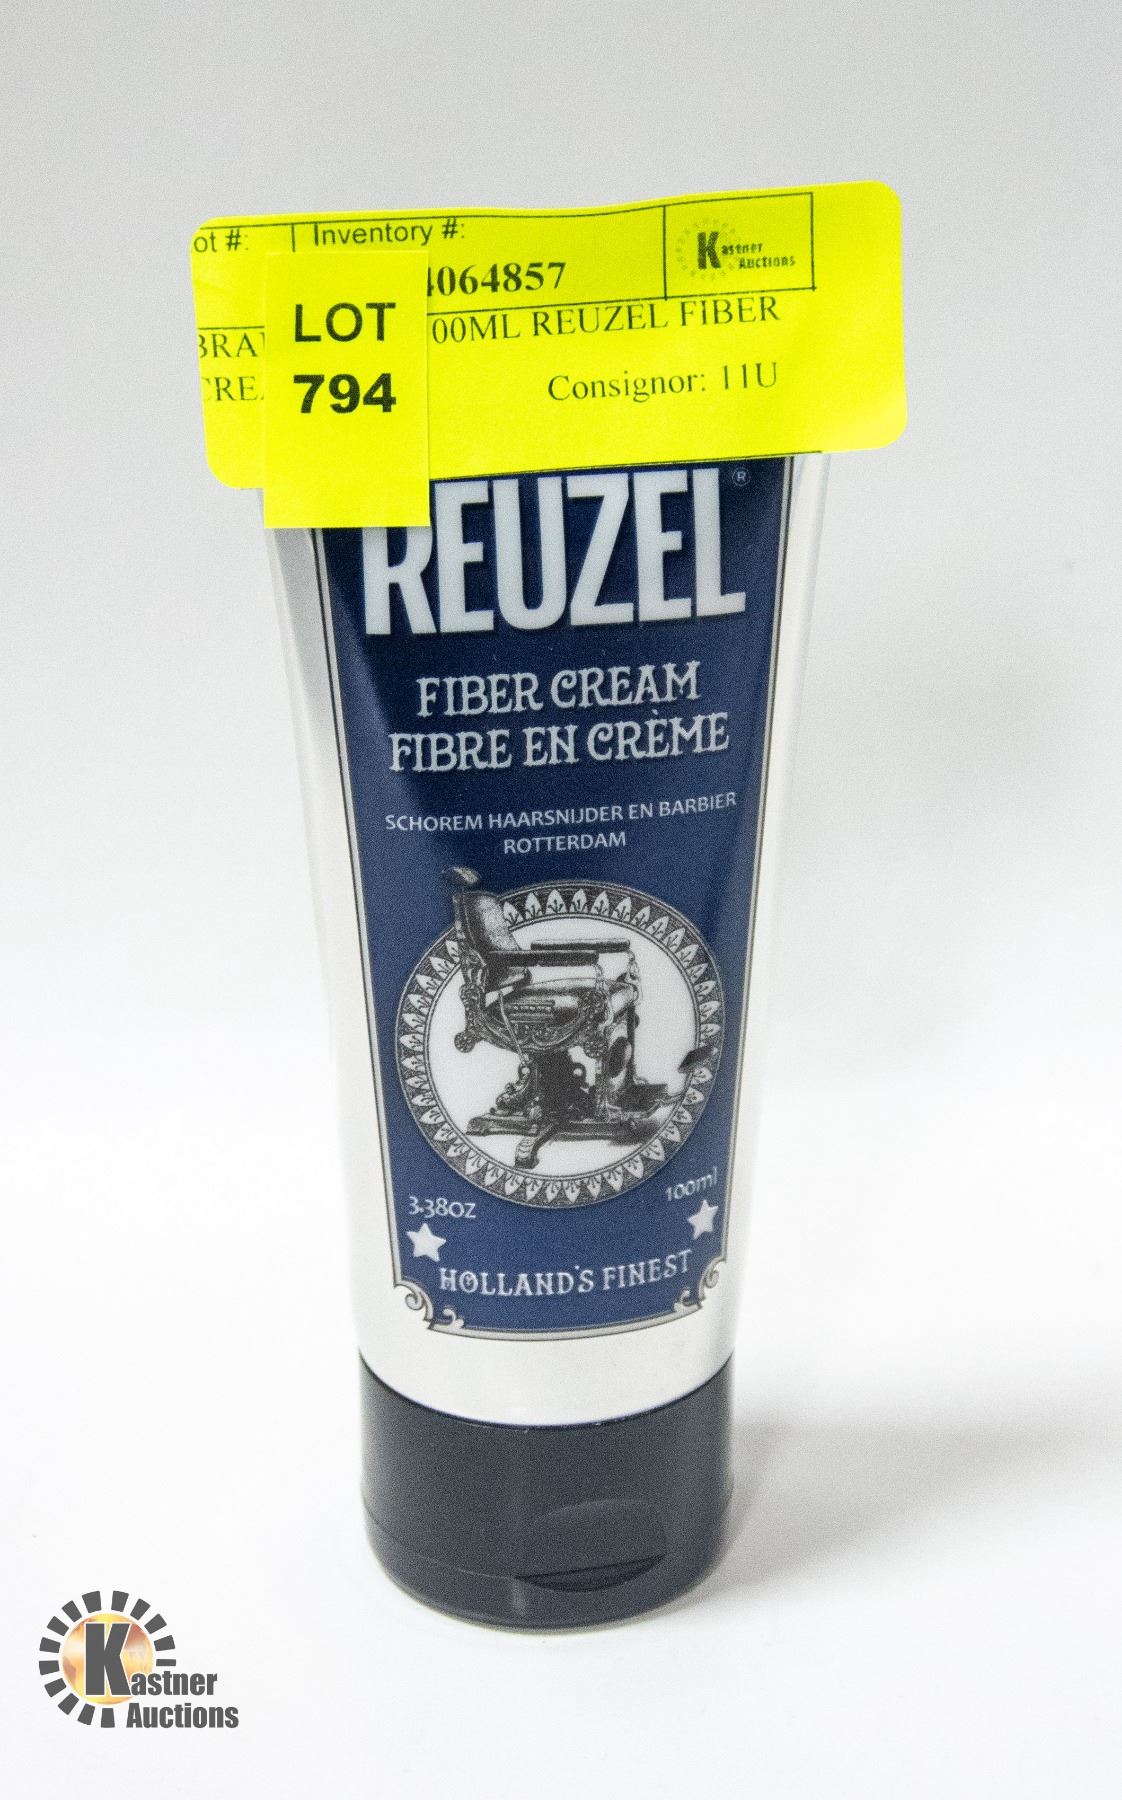 ot #:
Inventory #:
4064857
Kastner
Auctions
LOT
794
BRA 00ML REUZEL FIBER
CREA Consignor: 11U
REUZEL®
FIBER CREAM
FIBRE EN CRÈME
SCHOREM HAARSNIJDER EN BARBIER
ROTTERDAM
3.38OZ
100ml
HOLLAND'S FINEST
Kastner
Auctions